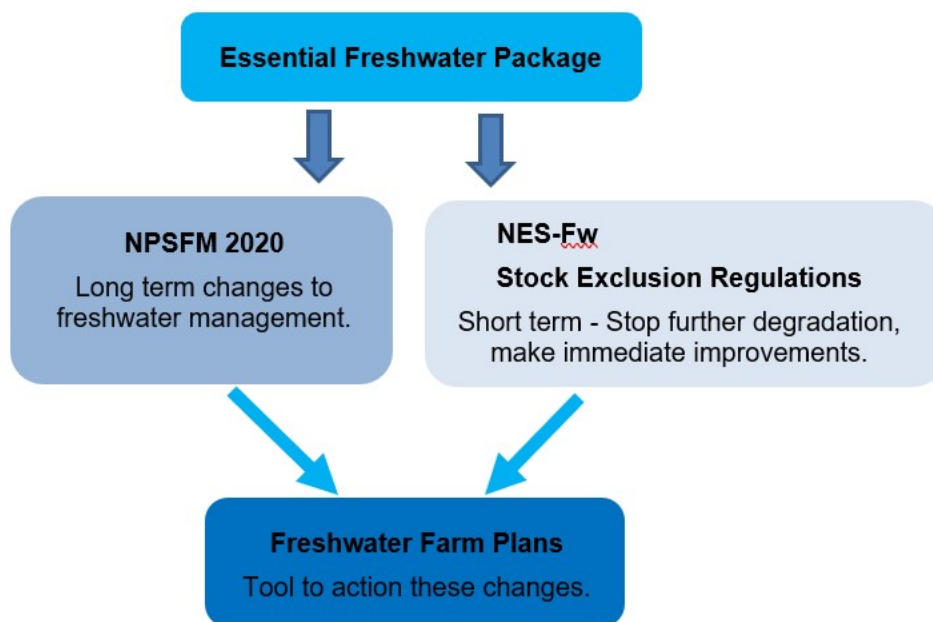 Essential Freshwater Package
NPSFM 2020
Long term changes to
freshwater management.
NES-Fw
Stock Exclusion Regulations
Short term - Stop further degradation,
make immediate improvements.
Freshwater Farm Plans
Tool to action these changes.